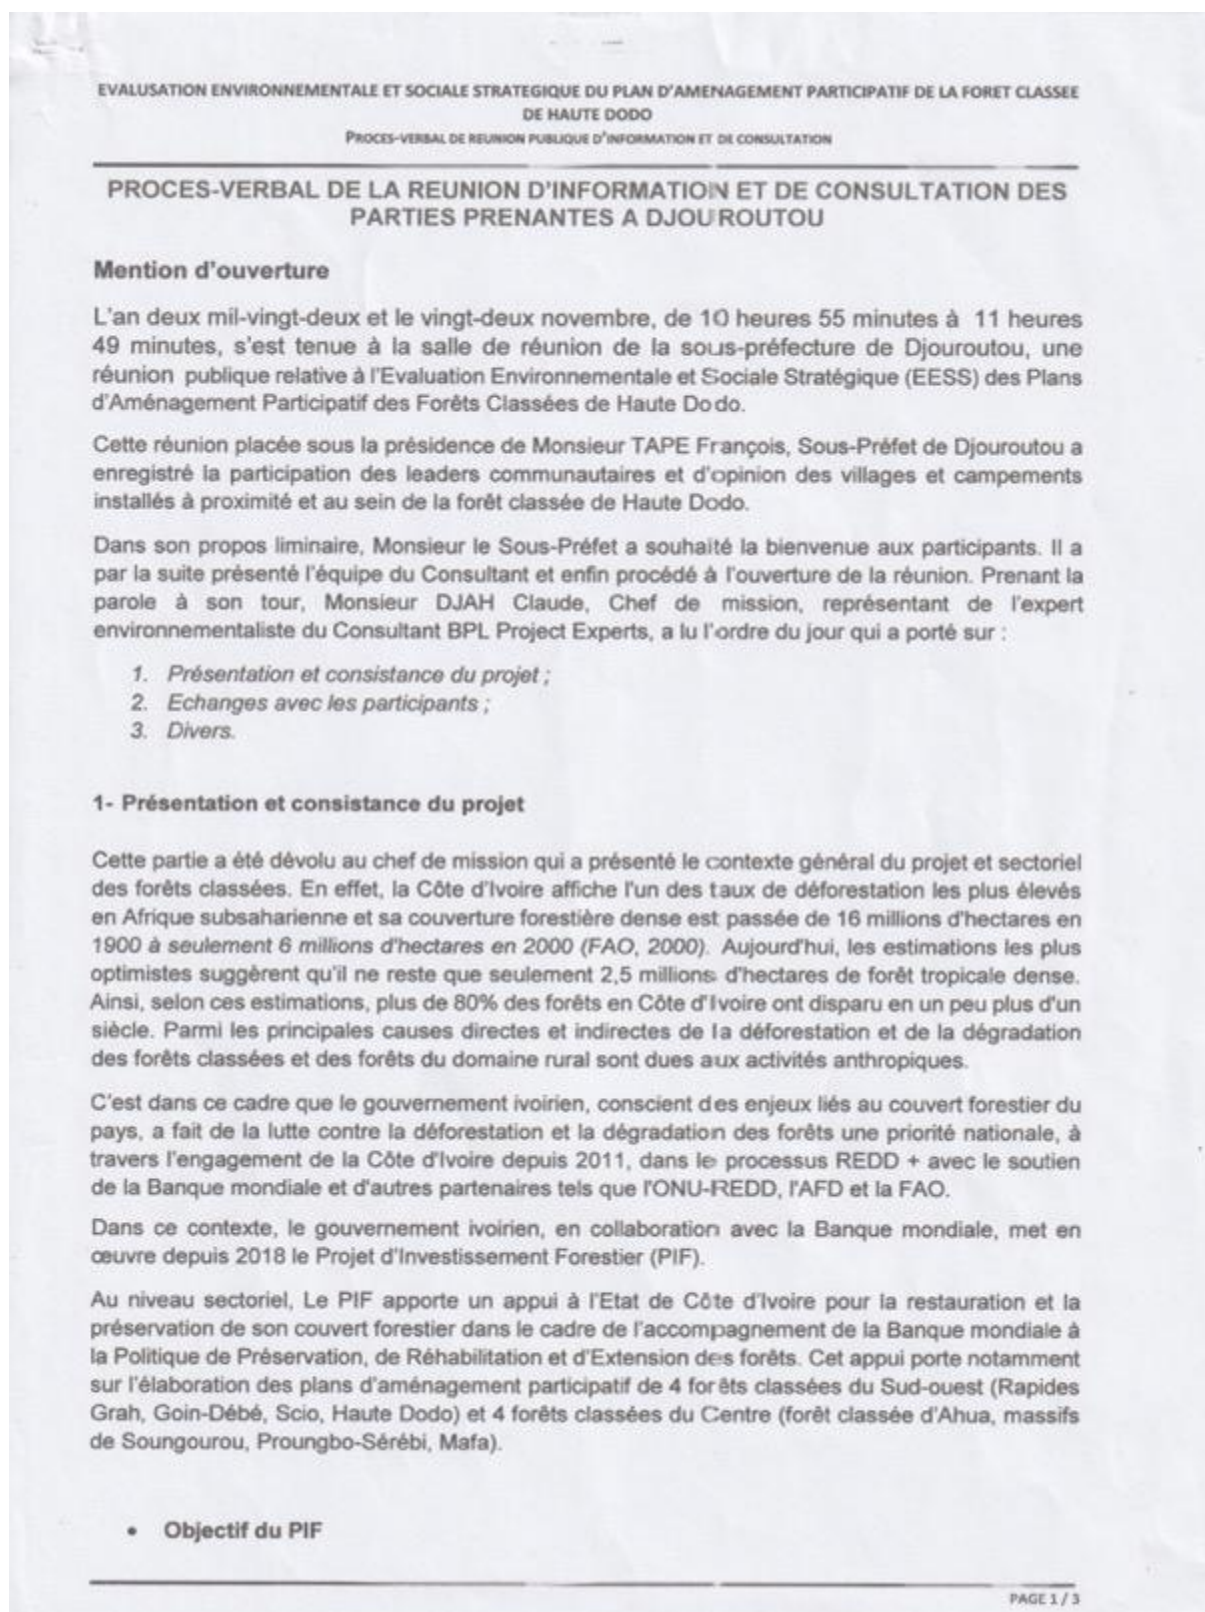 EVALUSATION ENVIRONNEMENTALE ET SOCIALE STRATEGIQUE DU PLAN D'AMENAGEMENT PARTICIPATIF DE LA FORET CLASSEE
DE HAUTE DODO
PROCES-VERBAL DE REUNION PUBLIQUE D'INFORMATION ET DE CONSULTATION
PROCES-VERBAL DE LA REUNION D'INFORMATION ET DE CONSULTATION DES
PARTIES PRENANTES A DJOUROUTOU
Mention d'ouverture
L'an deux mil-vingt-deux et le vingt-deux novembre, de 10 heures 55 minutes à 11 heures
49 minutes, s'est tenue à la salle de réunion de la sous-préfecture de Djouroutou, une
réunion publique relative à l'Evaluation Environnementale et Sociale Stratégique (EESS) des Plans
d'Aménagement Participatif des Forêts Classées de Haute Dodo.
Cette réunion placée sous la présidence de Monsieur TAPE François, Sous-Préfet de Djouroutou a
enregistré la participation des leaders communautaires et d'opinion des villages et campements
installés à proximité et au sein de la forêt classée de Haute Dodo.
Dans son propos liminaire, Monsieur le Sous-Préfet a souhaité la bienvenue aux participants. Il a
par la suite présenté l'équipe du Consultant et enfin procédé à l'ouverture de la réunion. Prenant la
parole à son tour, Monsieur DJAH Claude, Chef de mission, représentant de l'expert
environnementaliste du Consultant BPL Project Experts, a lu l'ordre du jour qui a porté sur :
1. Présentation et consistance du projet ;
2. Echanges avec les participants ;
3. Divers.
1- Présentation et consistance du projet
Cette partie a été dévolu au chef de mission qui a présenté le contexte général du projet et sectoriel
des forêts classées. En effet, la Côte d'Ivoire affiche l'un des taux de déforestation les plus élevés
en Afrique subsaharienne et sa couverture forestière dense est passée de 16 millions d'hectares en
1900 à seulement 6 millions d'hectares en 2000 (FAO, 2000). Aujourd'hui, les estimations les plus
optimistes suggèrent qu'il ne reste que seulement 2,5 millions d'hectares de forêt tropicale dense.
Ainsi, selon ces estimations, plus de 80% des forêts en Côte d'Ivoire ont disparu en un peu plus d'un
siècle. Parmi les principales causes directes et indirectes de la déforestation et de la dégradation
des forêts classées et des forêts du domaine rural sont dues aux activités anthropiques.
C'est dans ce cadre que le gouvernement ivoirien, conscient des enjeux liés au couvert forestier du
pays, a fait de la lutte contre la déforestation et la dégradation des forêts une priorité nationale, à
travers l'engagement de la Côte d'Ivoire depuis 2011, dans le processus REDD + avec le soutien
de la Banque mondiale et d'autres partenaires tels que l'ONU-REDD, l'AFD et la FAO.
Dans ce contexte, le gouvernement ivoirien, en collaboration avec la Banque mondiale, met en
œuvre depuis 2018 le Projet d'Investissement Forestier (PIF).
Au niveau sectoriel, Le PIF apporte un appui à l'Etat de Côte d'Ivoire pour la restauration et la
préservation de son couvert forestier dans le cadre de l'accompagnement de la Banque mondiale à
la Politique de Préservation, de Réhabilitation et d'Extension des forêts. Cet appui porte notamment
sur l'élaboration des plans d'aménagement participatif de 4 forêts classées du Sud-ouest (Rapides
Grah, Goin-Débé, Scio, Haute Dodo) et 4 forêts classées du Centre (forêt classée d'Ahua, massifs
de Soungourou, Proungbo-Sérébi, Mafa).
• Objectif du PIF
PAGE 1 / 3